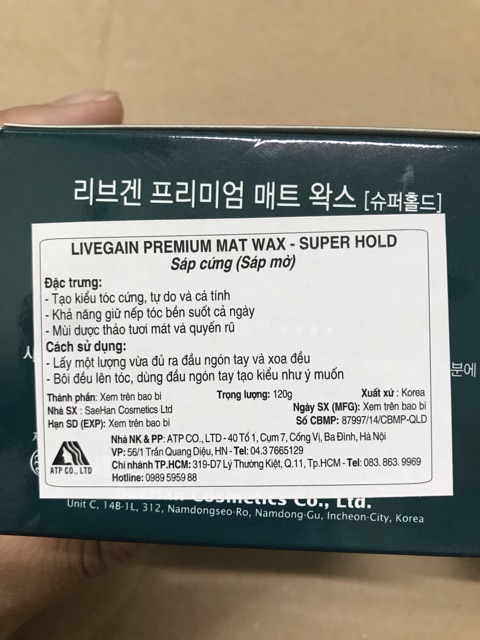 리브겐 프리미엄 매트 왁스 [슈퍼홀드]
LIVEGAIN PREMIUM MAT WAX - SUPER HOLD
Sáp cứng (Sáp mờ)
Đặc trưng:
- Tạo kiểu tóc cứng, tự do và cá tính
- Khả năng giữ nếp tóc bền suốt cả ngày
- Mùi dược thảo tươi mát và quyến rũ
Cách sử dụng:
- Lấy một lượng vừa đủ ra đầu ngón tay và xoa đều
- Bôi đều lên tóc, dùng đầu ngón tay tạo kiểu như ý muốn
Thành phần: Xem trên bao bì Trọng lượng: 120g Xuất xứ : Korea
Nhà SX : SaeHan Cosmetics Ltd Ngày SX (MFG): Xem trên bao bì
Hạn SD (EXP): Xem trên bao bì Số CBMP: 87997/14/CBMP-QLD
Nhà NK & PP: ATP CO., LTD - 40 Tổ 1, Cụm 7, Cống Vị, Ba Đình, Hà Nội
VP: 56/1 Trần Quang Diệu, HN - Tel: 04.37665129
Chi nhánh TP.HCM: 319-D7 Lý Thường Kiệt, Q.11, Tp.HCM - Tel: 083. 863. 9969
Hotline: 0989 5959 88
ATP CO., LTD
분에
Cosmetics Co., Ltd.
Unit C, 14B-1L, 312, Namdongseo-Ro, Namdong-Gu, Incheon-City, Korea